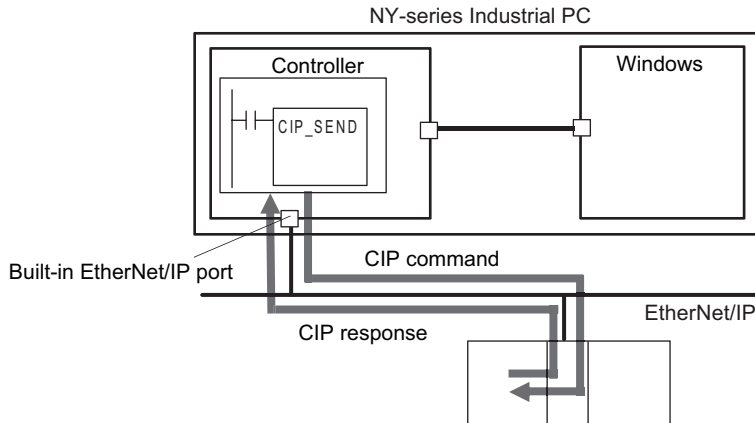 NY-series Industrial PC
Controller
Windows
CIP_SEND
Built-in EtherNet/IP port
CIP command
EtherNet/IP
CIP response